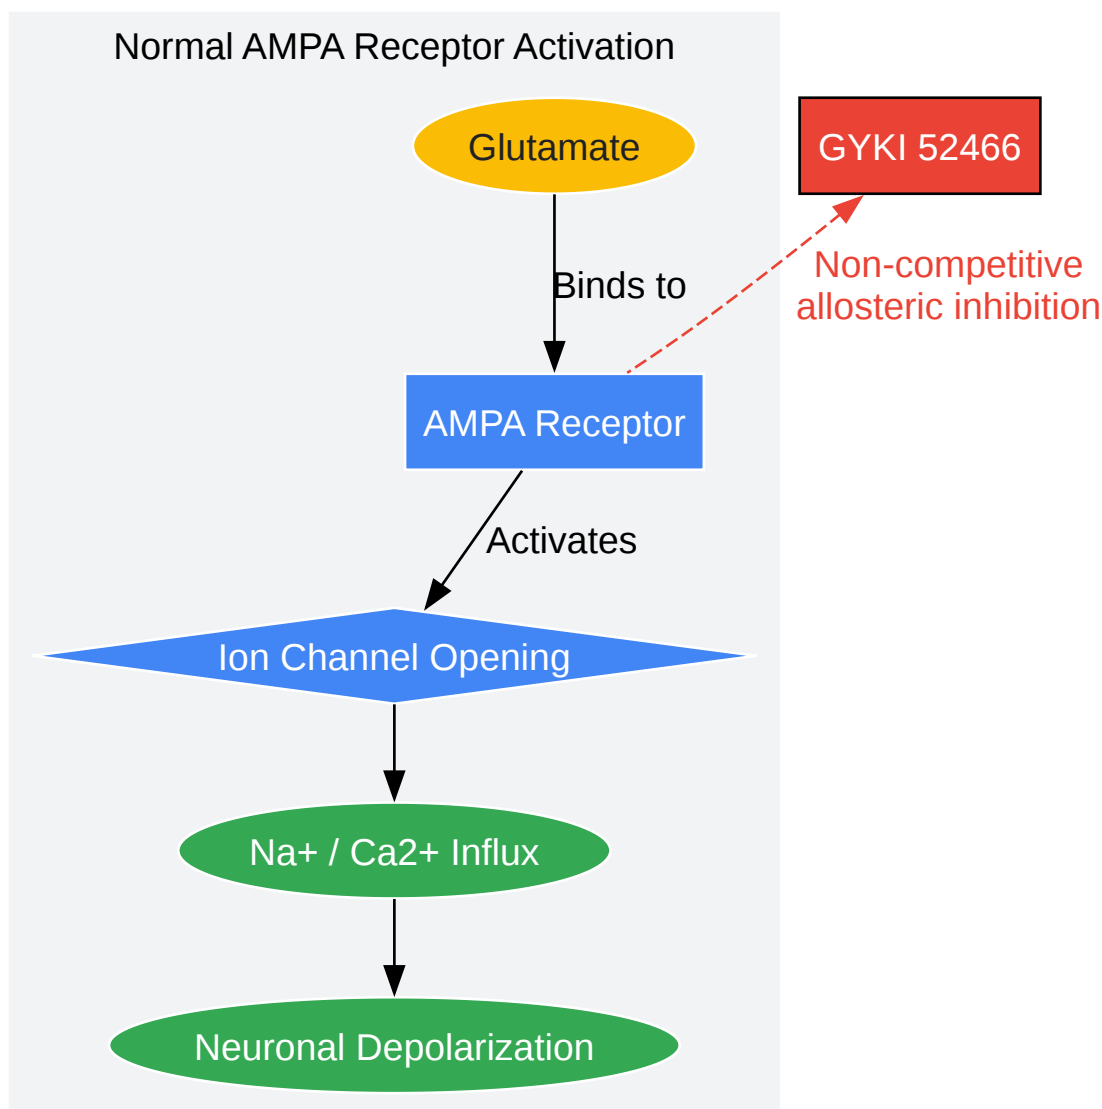 Normal AMPA Receptor Activation
Glutamate
GYKI 52466
Non-competitive
allosteric inhibition
Binds to
AMPA Receptor
Activates
Ion Channel Opening
Na+ / Ca2+ Influx
Neuronal Depolarization